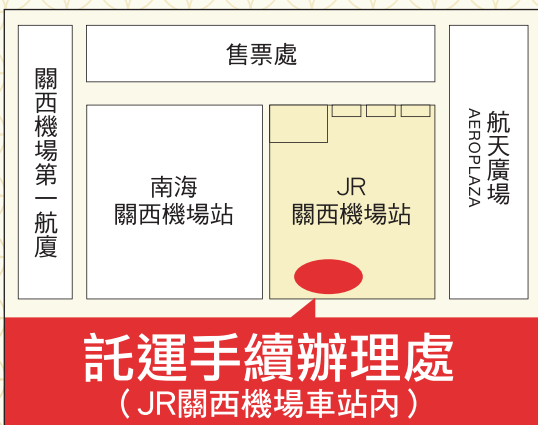 售票處
關西機場第一航廈
南海
關西機場站
JR
關西機場站
航天廣場
AEROPLAZA
託運手續辦理處
（JR關西機場車站內）